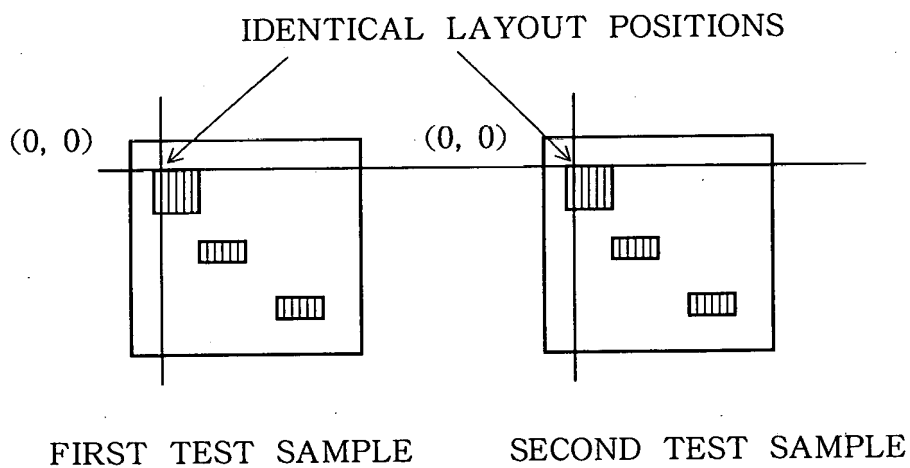 IDENTICAL LAYOUT POSITIONS
(0, 0)
(0, 0)
FIRST TEST SAMPLE
SECOND TEST SAMPLE